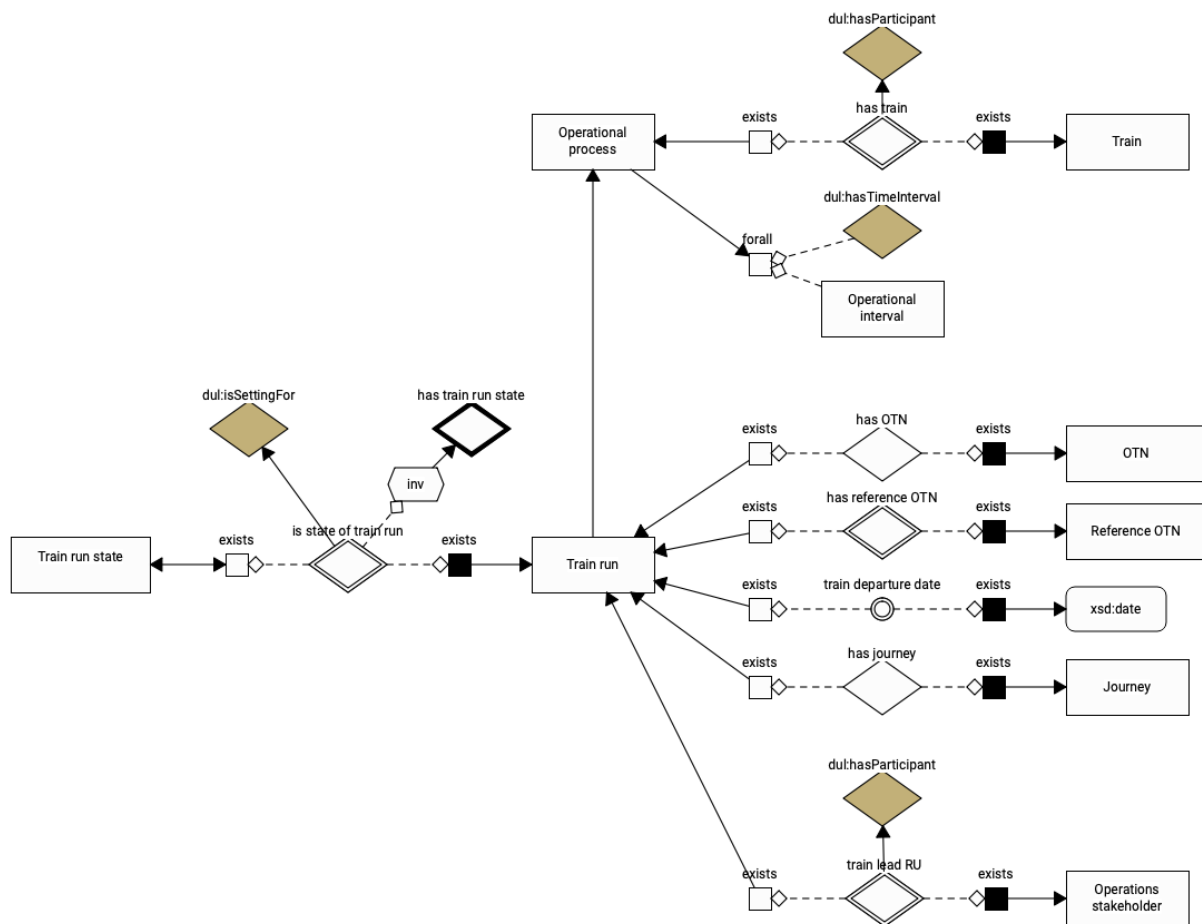 dul:hasParticipant
has train
exists
exists
Operational
process
Train
dul:hasTimeInterval
forall
Operational
interval
dul:isSettingFor
has train run state
inv
is state of train run
exists
exists
Train run state
Train run
has OTN
exists
exists
OTN
has reference OTN
exists
exists
Reference OTN
train departure date
exists
exists
xsd:date
has journey
exists
exists
Journey
dul:hasParticipant
train lead RU
exists
exists
Operations
stakeholder